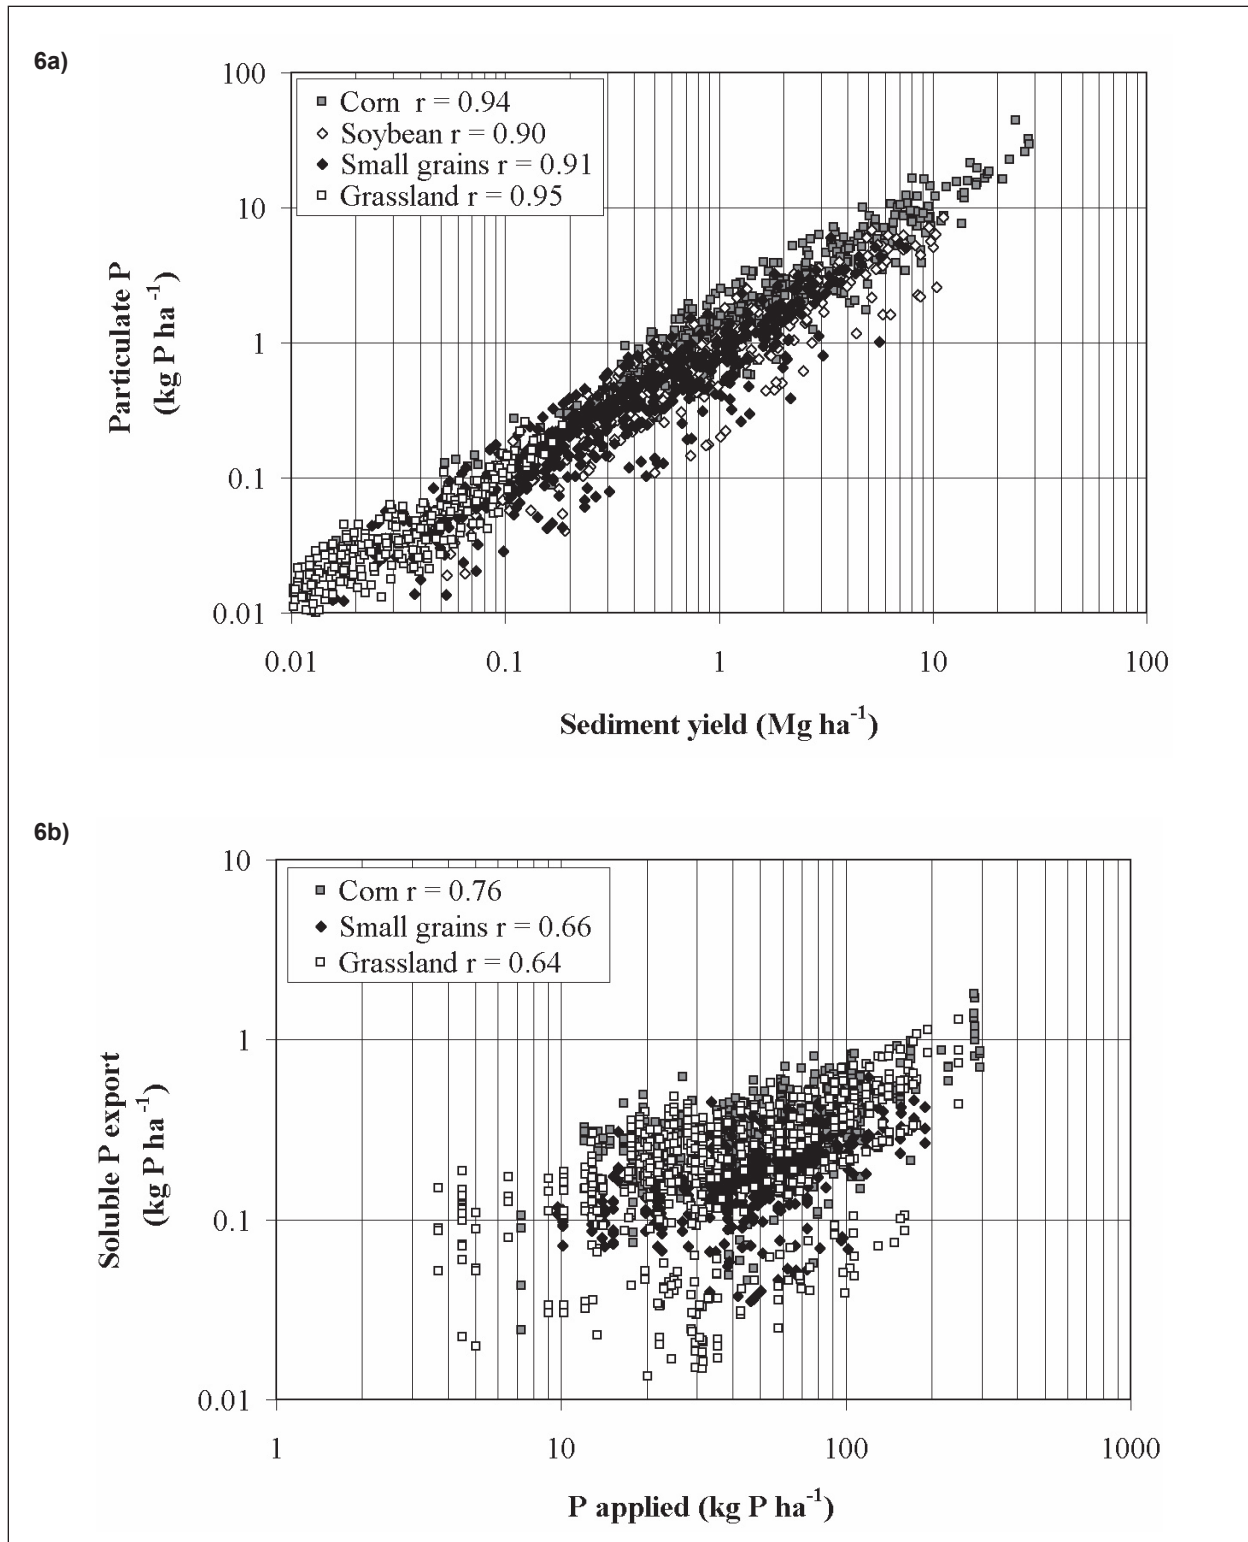 6a)
100
Corn r = 0.94
Soybean r = 0.90
Small grains r = 0.91
Grassland r = 0.95
10
1
0.1
0.01
Particulate P
(kg P ha-1)
0.01 0.1 1 10 100
Sediment yield (Mg ha-1)
6b)
10
Corn r = 0.76
Small grains r = 0.66
Grassland r = 0.64
1
0.1
0.01
Soluble P export
(kg P ha-1)
1 10 100 1000
P applied (kg P ha-1)